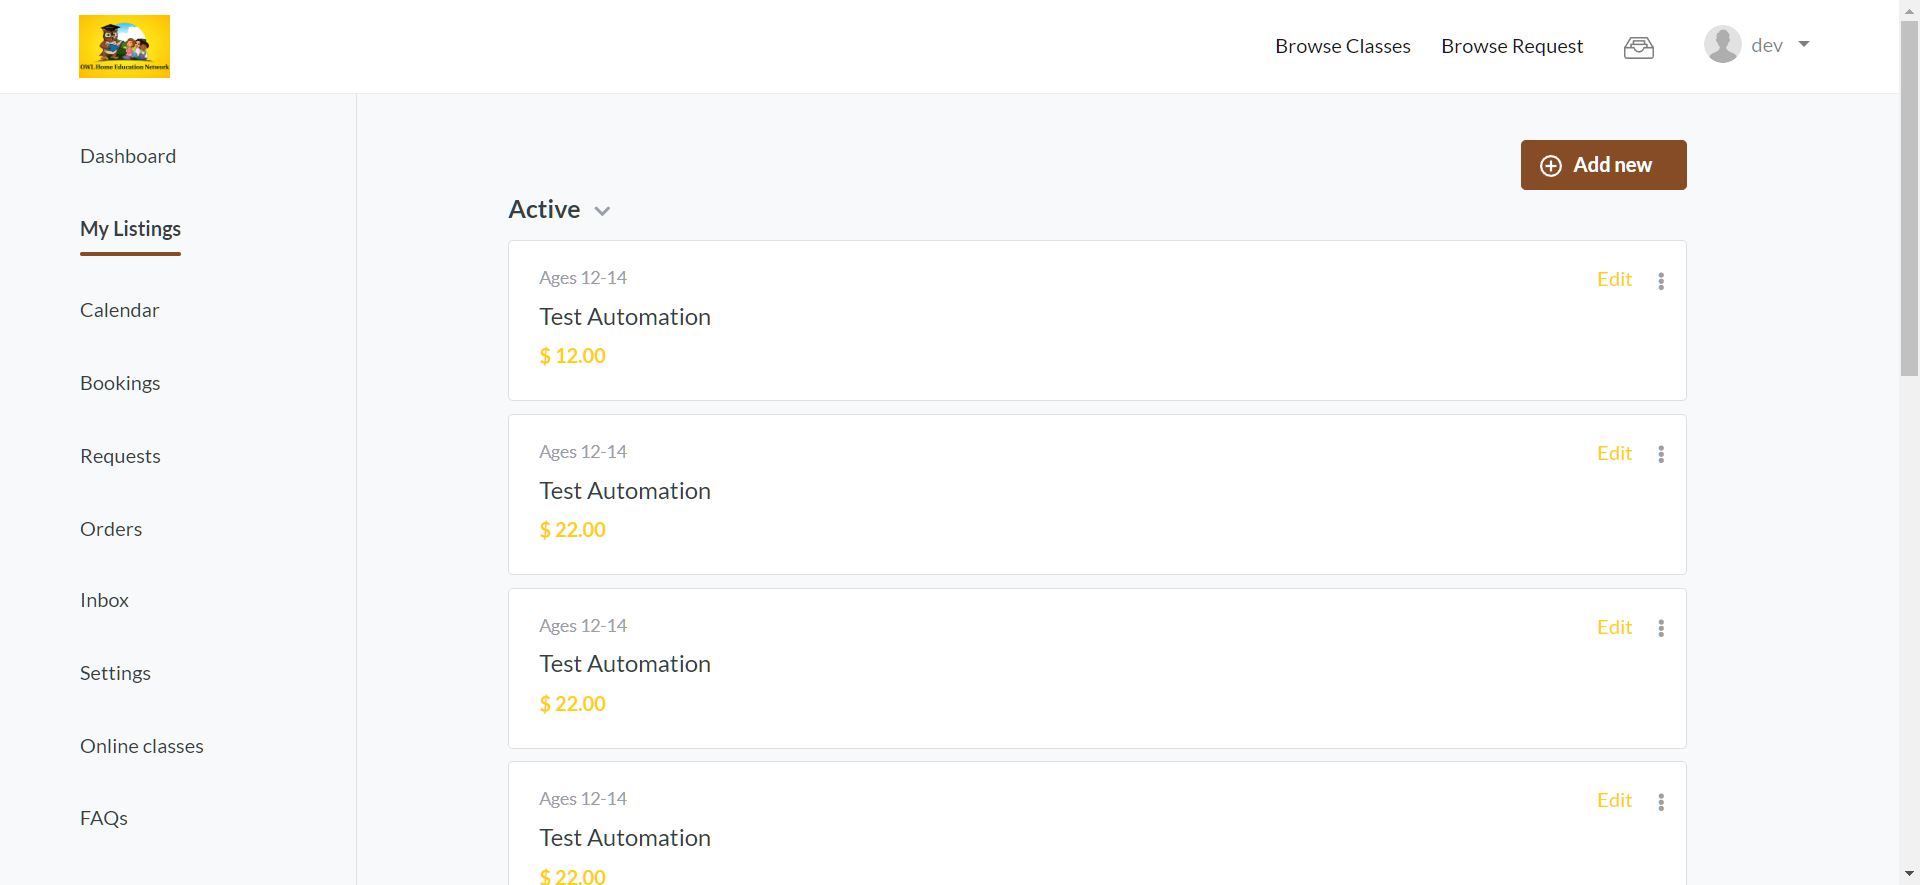 OWL Home Education Network
Browse Classes
Browse Request
dev
Dashboard
My Listings
Calendar
Bookings
Requests
Orders
Inbox
Settings
Online classes
FAQs
Add new
Active
Ages 12-14
Edit
Test Automation
$ 12.00
Ages 12-14
Edit
Test Automation
$ 22.00
Ages 12-14
Edit
Test Automation
$ 22.00
Ages 12-14
Edit
Test Automation
$ 22.00